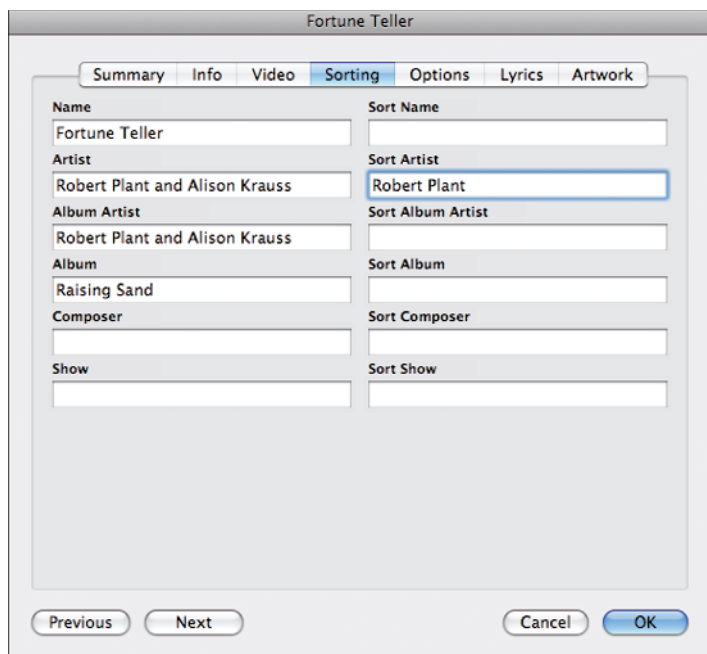 Fortune Teller
Summary Info Video Sorting Options Lyrics Artwork
Name Sort Name
Fortune Teller
Artist Sort Artist
Robert Plant and Alison Krauss Robert Plant
Album Artist Sort Album Artist
Robert Plant and Alison Krauss
Album Sort Album
Raising Sand
Composer Sort Composer
Show Sort Show
Previous Next Cancel OK